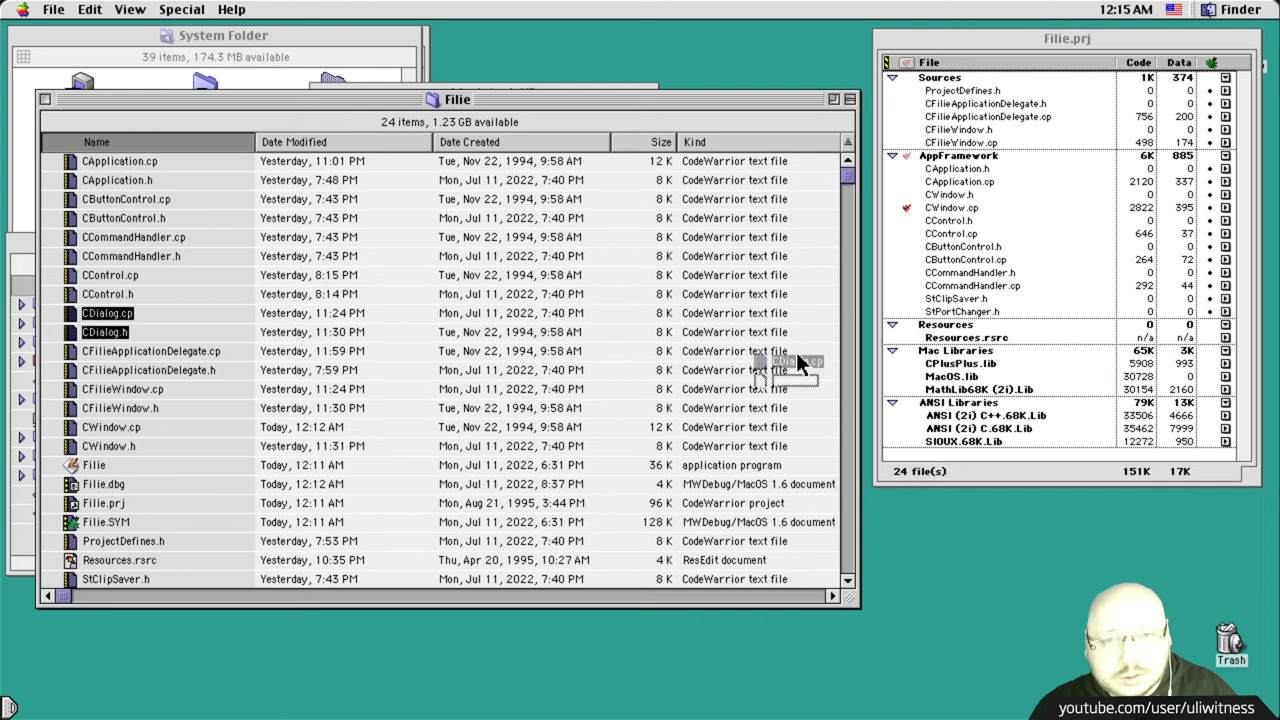 File Edit View Special Help 12:15 AM Finder
System Folder
39 items, 174.3 MB available
Filie
24 items, 1.23 GB available
Name Date Modified Date Created Size Kind
CApplication.cp Yesterday, 11:01 PM Tue, Nov 22, 1994, 9:58 AM 12 K CodeWarrior text file
CApplication.h Yesterday, 7:48 PM Mon, Jul 11, 2022, 7:40 PM 8 K CodeWarrior text file
CButtonControl.cp Yesterday, 7:43 PM Tue, Nov 22, 1994, 9:58 AM 8 K CodeWarrior text file
CButtonControl.h Yesterday, 7:43 PM Mon, Jul 11, 2022, 7:40 PM 8 K CodeWarrior text file
CCommandHandler.cp Yesterday, 7:43 PM Tue, Nov 22, 1994, 9:58 AM 8 K CodeWarrior text file
CCommandHandler.h Yesterday, 7:43 PM Mon, Jul 11, 2022, 7:40 PM 8 K CodeWarrior text file
CControl.cp Yesterday, 8:15 PM Tue, Nov 22, 1994, 9:58 AM 8 K CodeWarrior text file
CControl.h Yesterday, 8:14 PM Mon, Jul 11, 2022, 7:40 PM 8 K CodeWarrior text file
CDialog.cp Yesterday, 11:24 PM Mon, Jul 11, 2022, 7:40 PM 8 K CodeWarrior text file
CDialog.h Yesterday, 11:30 PM Tue, Nov 22, 1994, 9:58 AM 8 K CodeWarrior text file
CFilieApplicationDelegate.cp Yesterday, 11:59 PM Tue, Nov 22, 1994, 9:58 AM 8 K CodeWarrior text file
CFilieApplicationDelegate.h Yesterday, 7:59 PM Mon, Jul 11, 2022, 7:40 PM 8 K CodeWarrior text file
CFilieWindow.cp Yesterday, 11:24 PM Mon, Jul 11, 2022, 7:40 PM 8 K CodeWarrior text file
CFilieWindow.h Yesterday, 11:30 PM Tue, Nov 22, 1994, 9:58 AM 8 K CodeWarrior text file
CWindow.cp Today, 12:12 AM Tue, Nov 22, 1994, 9:58 AM 12 K CodeWarrior text file
CWindow.h Yesterday, 11:31 PM Mon, Jul 11, 2022, 7:40 PM 8 K CodeWarrior text file
Filie Today, 12:11 AM Mon, Jul 11, 2022, 6:31 PM 36 K application program
Filie.dbg Today, 12:12 AM Mon, Jul 11, 2022, 8:37 PM 4 K MWDebug/MacOS 1.6 document
Filie.prj Today, 12:11 AM Mon, Aug 21, 1995, 3:44 PM 96 K CodeWarrior project
Filie.SYM Today, 12:11 AM Mon, Jul 11, 2022, 6:31 PM 128 K MWDebug/MacOS 1.6 document
ProjectDefines.h Yesterday, 7:53 PM Mon, Jul 11, 2022, 7:40 PM 8 K CodeWarrior text file
Resources.rsrc Yesterday, 10:35 PM Thu, Apr 20, 1995, 10:27 AM 4 K ResEdit document
StClipSaver.h Yesterday, 7:43 PM Mon, Jul 11, 2022, 7:40 PM 8 K CodeWarrior text file
Filie.prj
File Code Data
Sources 1K 374
ProjectDefines.h 0 0
CFilieApplicationDelegate.h 0 0
CFilieApplicationDelegate.cp 756 200
CFilieWindow.h 0 0
CFilieWindow.cp 498 174
AppFramework 6K 885
CApplication.h 0 0
CApplication.cp 2120 337
CWindow.h 0 0
CWindow.cp 2822 395
CControl.h 0 0
CControl.cp 646 37
CButtonControl.h 0 0
CButtonControl.cp 264 72
CCommandHandler.h 0 0
CCommandHandler.cp 292 44
StClipSaver.h 0 0
StPortChanger.h 0 0
Resources 0 0
Resources.rsrc n/a n/a
Mac Libraries 65K 3K
CPlusPlus.lib 5908 993
MacOS.lib 30728 0
MathLib68K (2i).Lib 30154 2160
ANSI Libraries 79K 13K
ANSI (2i) C++.68K.Lib 33506 4666
ANSI (2i) C.68K.Lib 35462 7999
SIOUX.68K.Lib 12272 950
24 file(s) 151K 17K
Trash
youtube.com/user/uliwitness